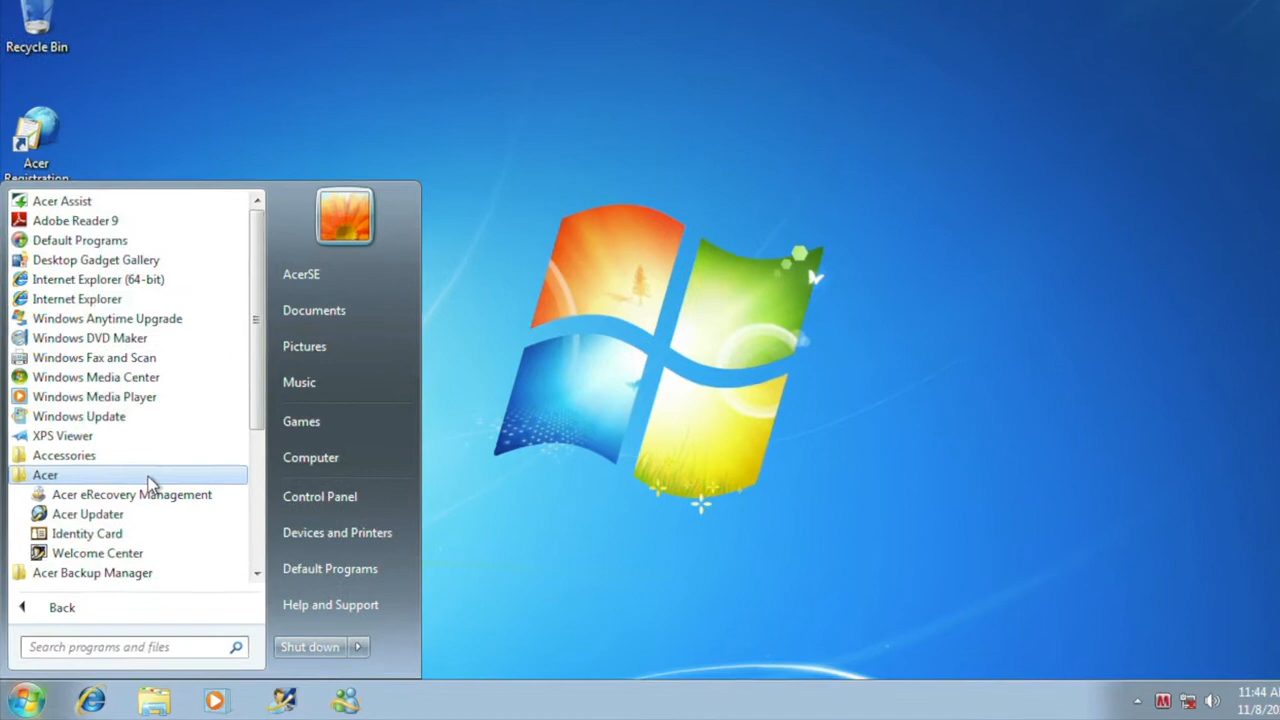 Recycle Bin
Acer
Registration
Acer Assist
Adobe Reader 9
Default Programs
Desktop Gadget Gallery
Internet Explorer (64-bit)
Internet Explorer
Windows Anytime Upgrade
Windows DVD Maker
Windows Fax and Scan
Windows Media Center
Windows Media Player
Windows Update
XPS Viewer
Accessories
Acer
Acer eRecovery Management
Acer Updater
Identity Card
Welcome Center
Acer Backup Manager
Back
Search programs and files
AcerSE
Documents
Pictures
Music
Games
Computer
Control Panel
Devices and Printers
Default Programs
Help and Support
Shut down
11:44 A
11/8/20